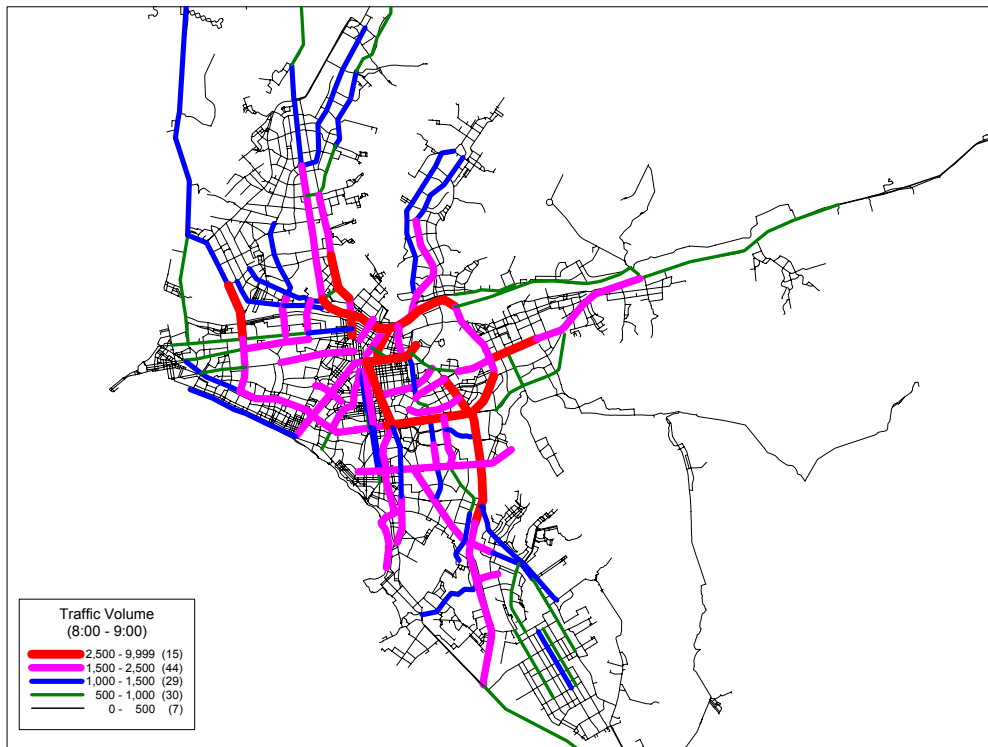 Traffic Volume
(8:00 - 9:00)
2,500 - 9,999 (15)
1,500 - 2,500 (44)
1,000 - 1,500 (29)
500 - 1,000 (30)
0 - 500 (7)